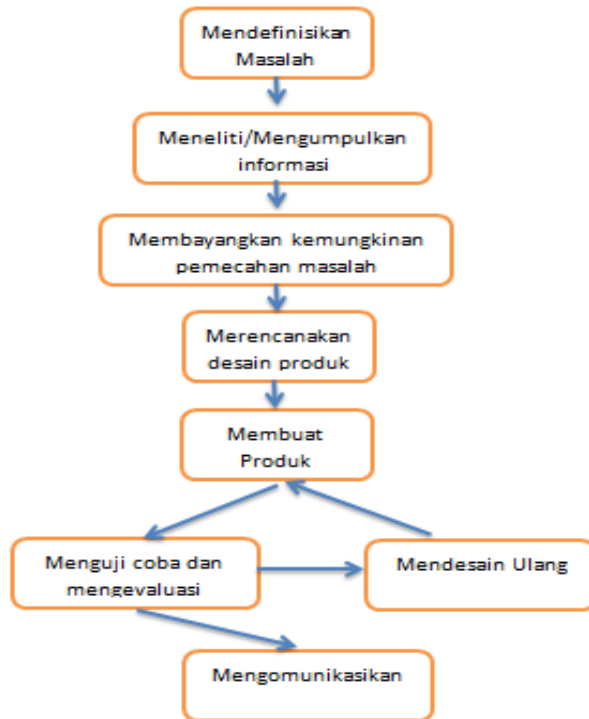 Mendefinisikan
Masalah
Meneliti/Mengumpulkan
informasi
Membayangkan kemungkinan
pemecahan masalah
Merencanakan
desain produk
Membuat
Produk
Menguji coba dan
mengevaluasi
Mendesain Ulang
Mengomunikasikan